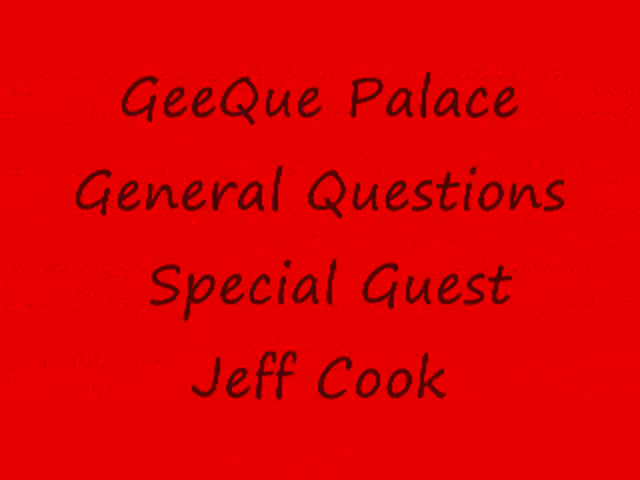 GeeQue Palace
General Questions
Special Guest
Jeff Cook